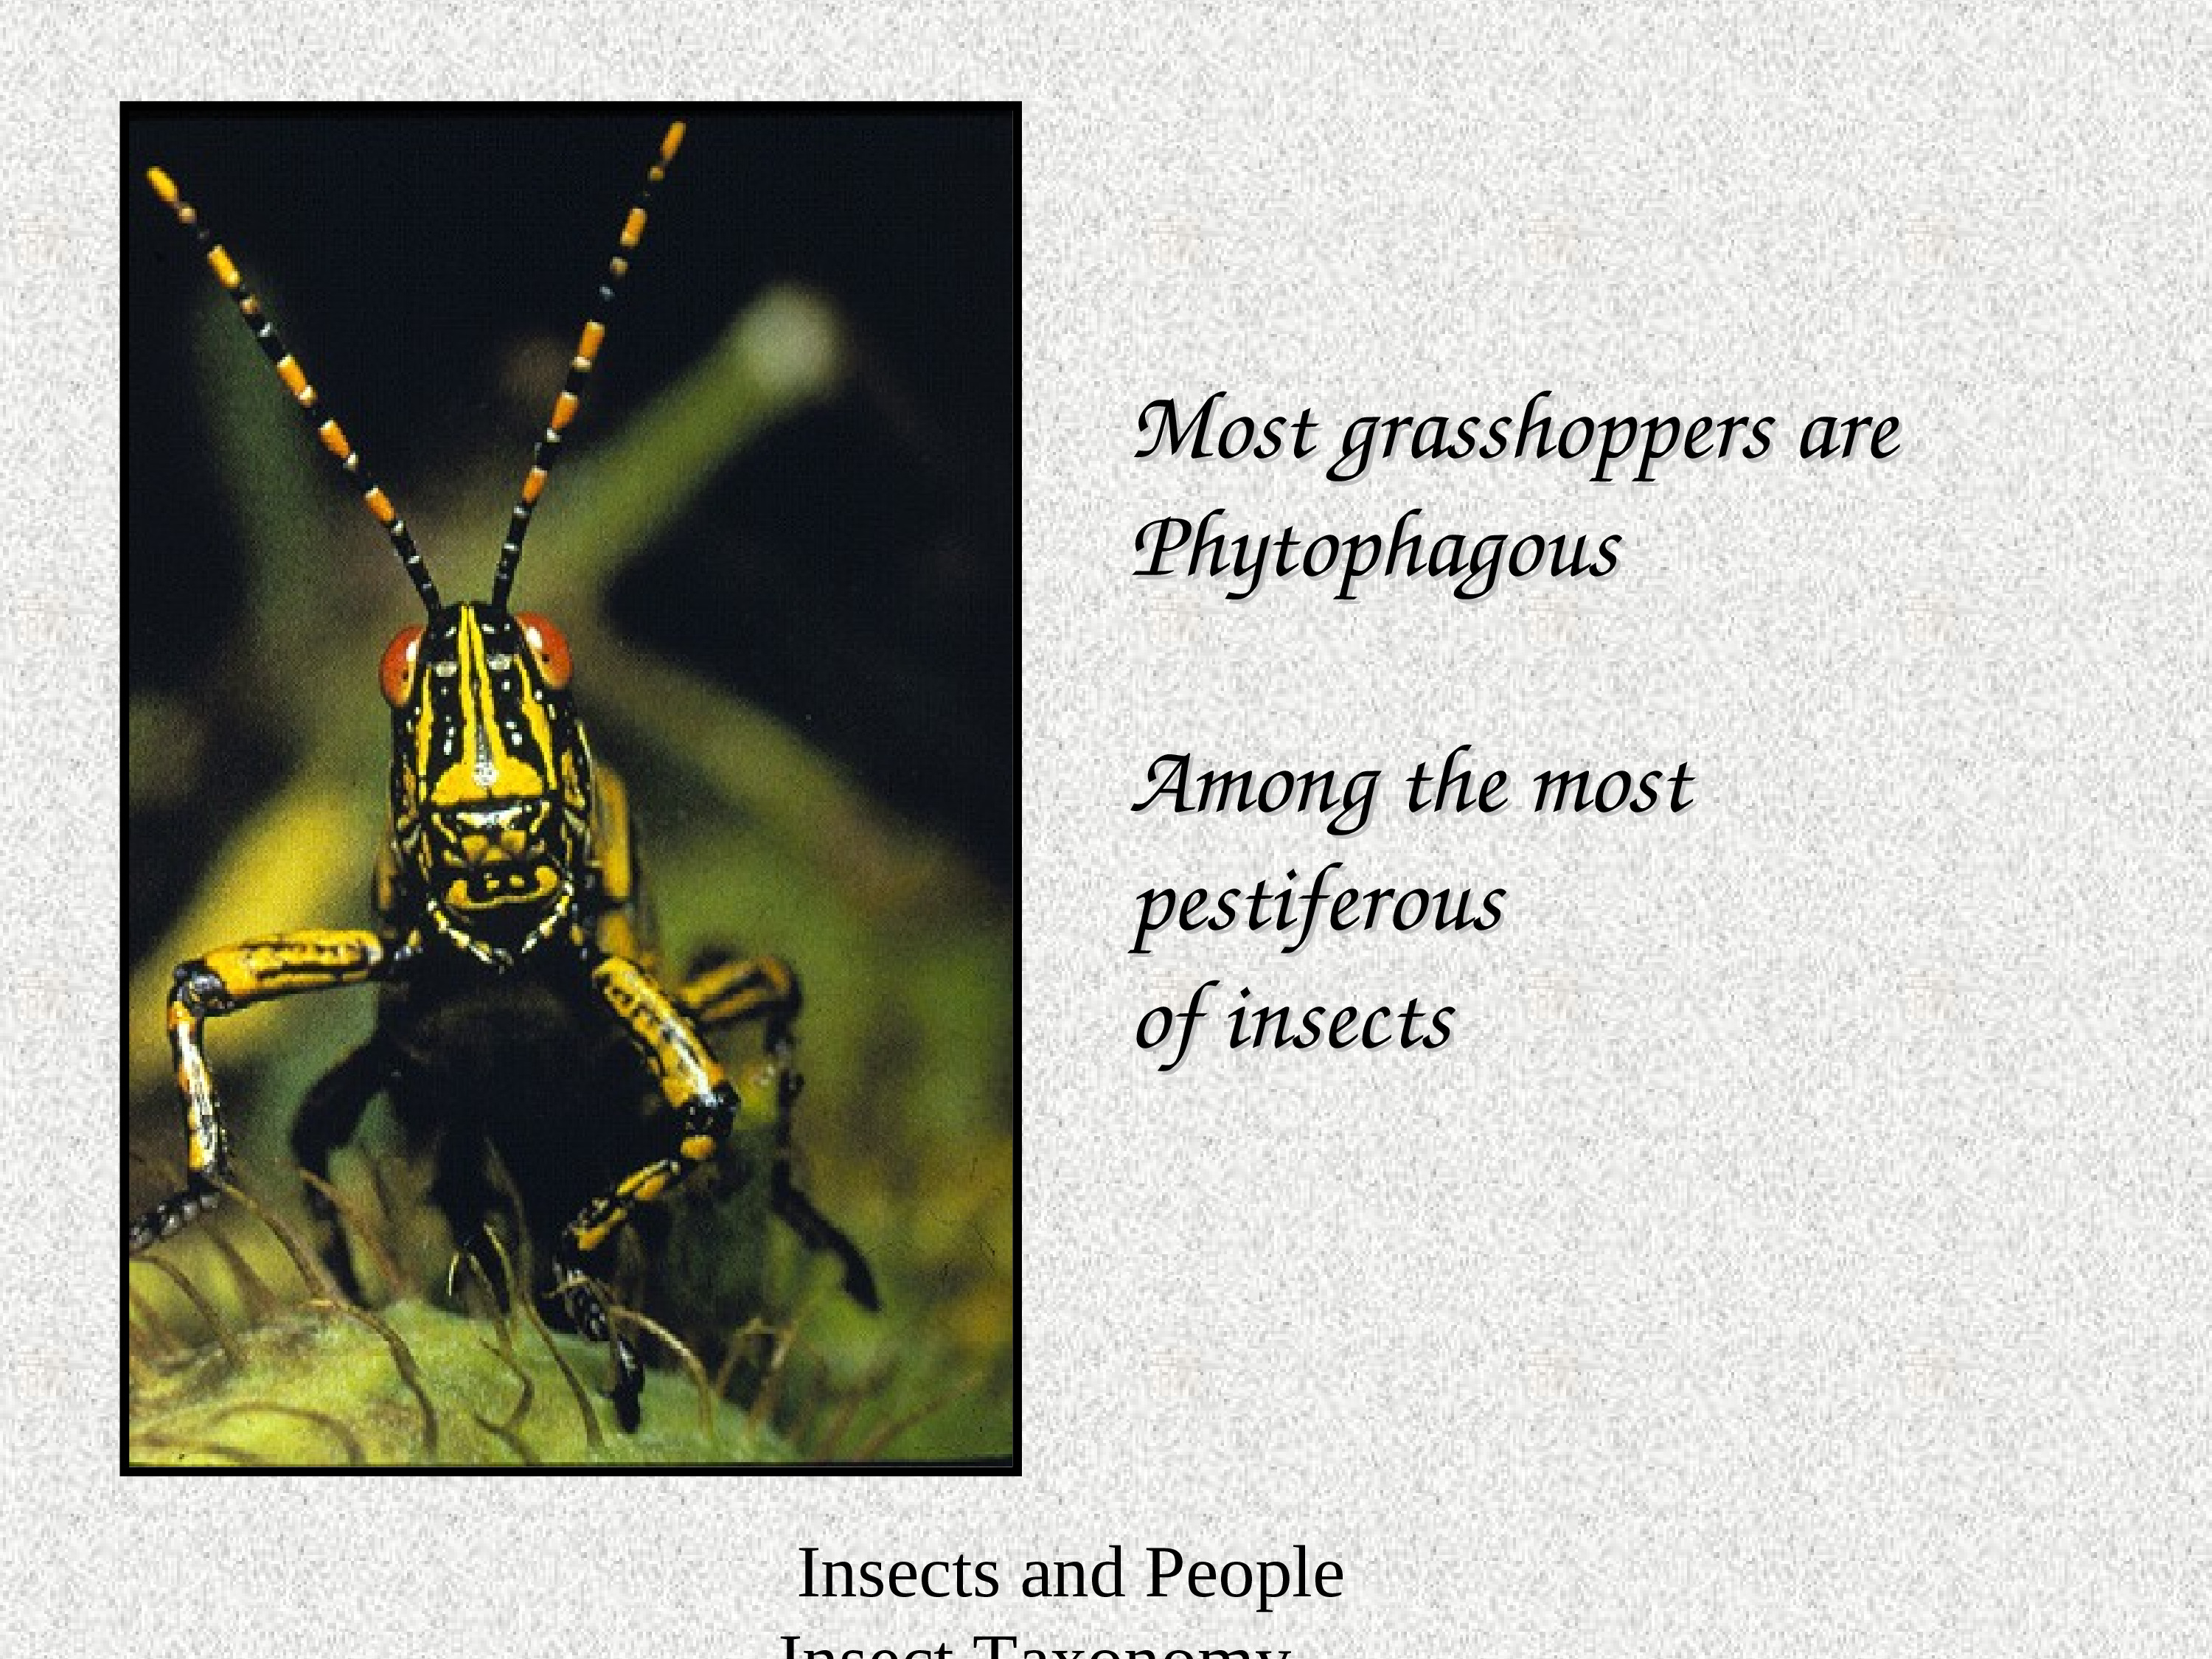 Most grasshoppers are
Phytophagous
Among the most
pestiferous
of insects
Insects and People
Insect Taxonomy